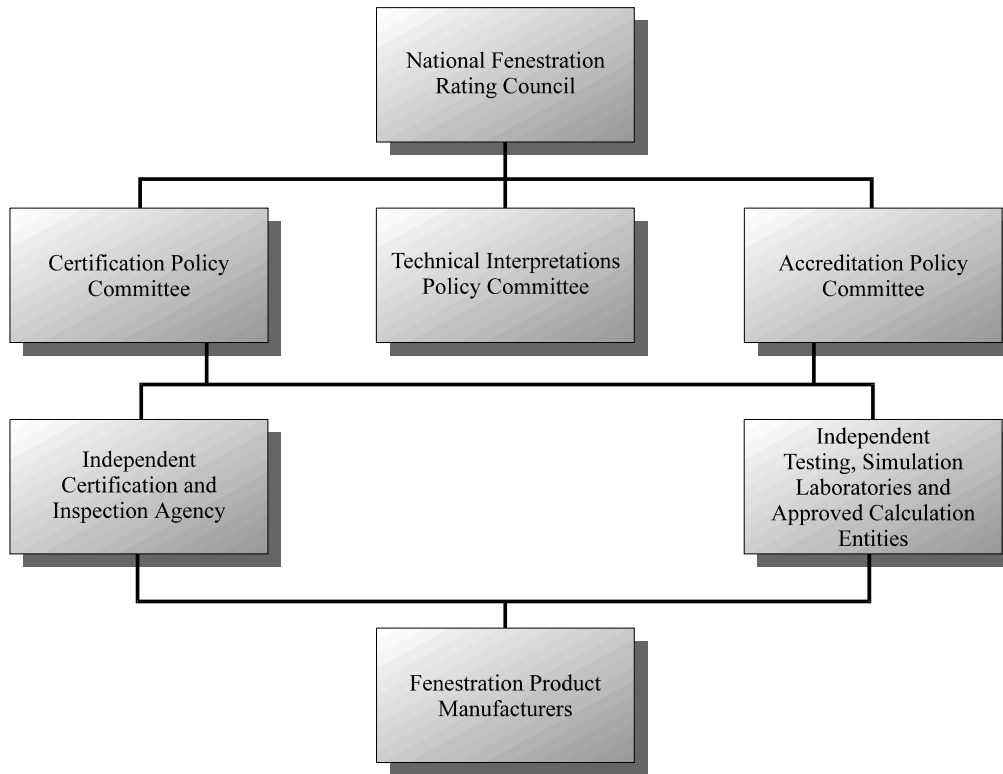 National Fenestration
Rating Council
Certification Policy
Committee
Technical Interpretations
Policy Committee
Accreditation Policy
Committee
Independent
Certification and
Inspection Agency
Independent
Testing, Simulation
Laboratories and
Approved Calculation
Entities
Fenestration Product
Manufacturers